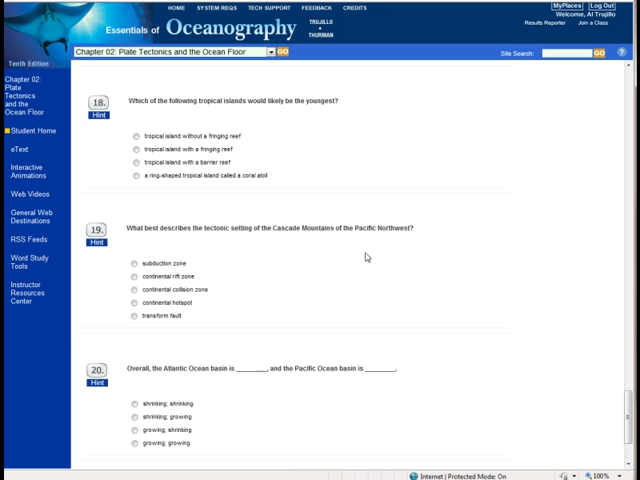 HOME SYSTEM REQS TECH SUPPORT FEEDBACK CREDITS
MyPlaces Log Out
Welcome, Al Trujillo
Results Reporter Join a Class
Essentials of Oceanography
TRUJILLO
•
THURMAN
Tenth Edition
Chapter 02: Plate Tectonics and the Ocean Floor GO
Site Search: GO ?
Chapter 02:
Plate
Tectonics
and the
Ocean Floor
Student Home
eText
Interactive
Animations
Web Videos
General Web
Destinations
RSS Feeds
Word Study
Tools
Instructor
Resources
Center
18. Which of the following tropical islands would likely be the youngest?
Hint
tropical island without a fringing reef
tropical island with a fringing reef
tropical island with a barrier reef
a ring-shaped tropical island called a coral atoll
19. What best describes the tectonic setting of the Cascade Mountains of the Pacific Northwest?
Hint
subduction zone
continental rift zone
continental collision zone
continental hotspot
transform fault
20. Overall, the Atlantic Ocean basin is ________, and the Pacific Ocean basin is ________.
Hint
shrinking; shrinking
shrinking; growing
growing; shrinking
growing; growing
Internet | Protected Mode: On
100%